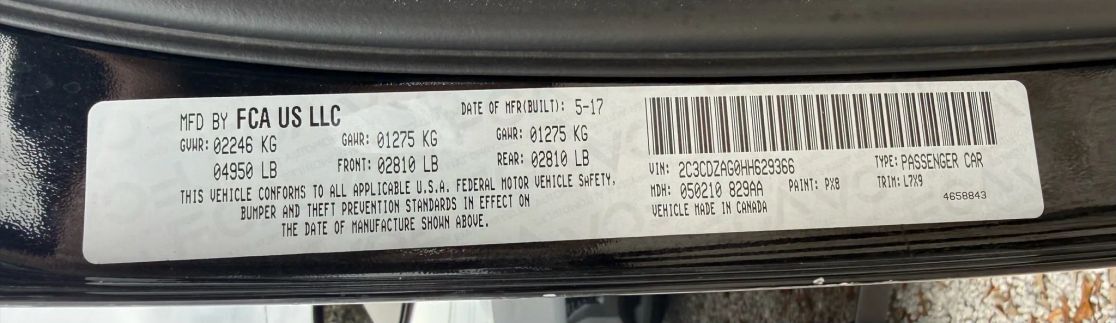 MFD BY FCA US LLC
DATE OF MFR(BUILT): 5-17
GVWR: 02246 KG
GAWR: 01275 KG
GAWR: 01275 KG
04950 LB
FRONT: 02810 LB
REAR: 02810 LB
THIS VEHICLE CONFORMS TO ALL APPLICABLE U.S.A. FEDERAL MOTOR VEHICLE SAFETY,
BUMPER AND THEFT PREVENTION STANDARDS IN EFFECT ON
THE DATE OF MANUFACTURE SHOWN ABOVE.
VIN: 2C3CDZAG0HH629366
TYPE: PASSENGER CAR
MDH: 050210 829AA
PAINT: PX8
TRIM: L7X9
VEHICLE MADE IN CANADA
4658843